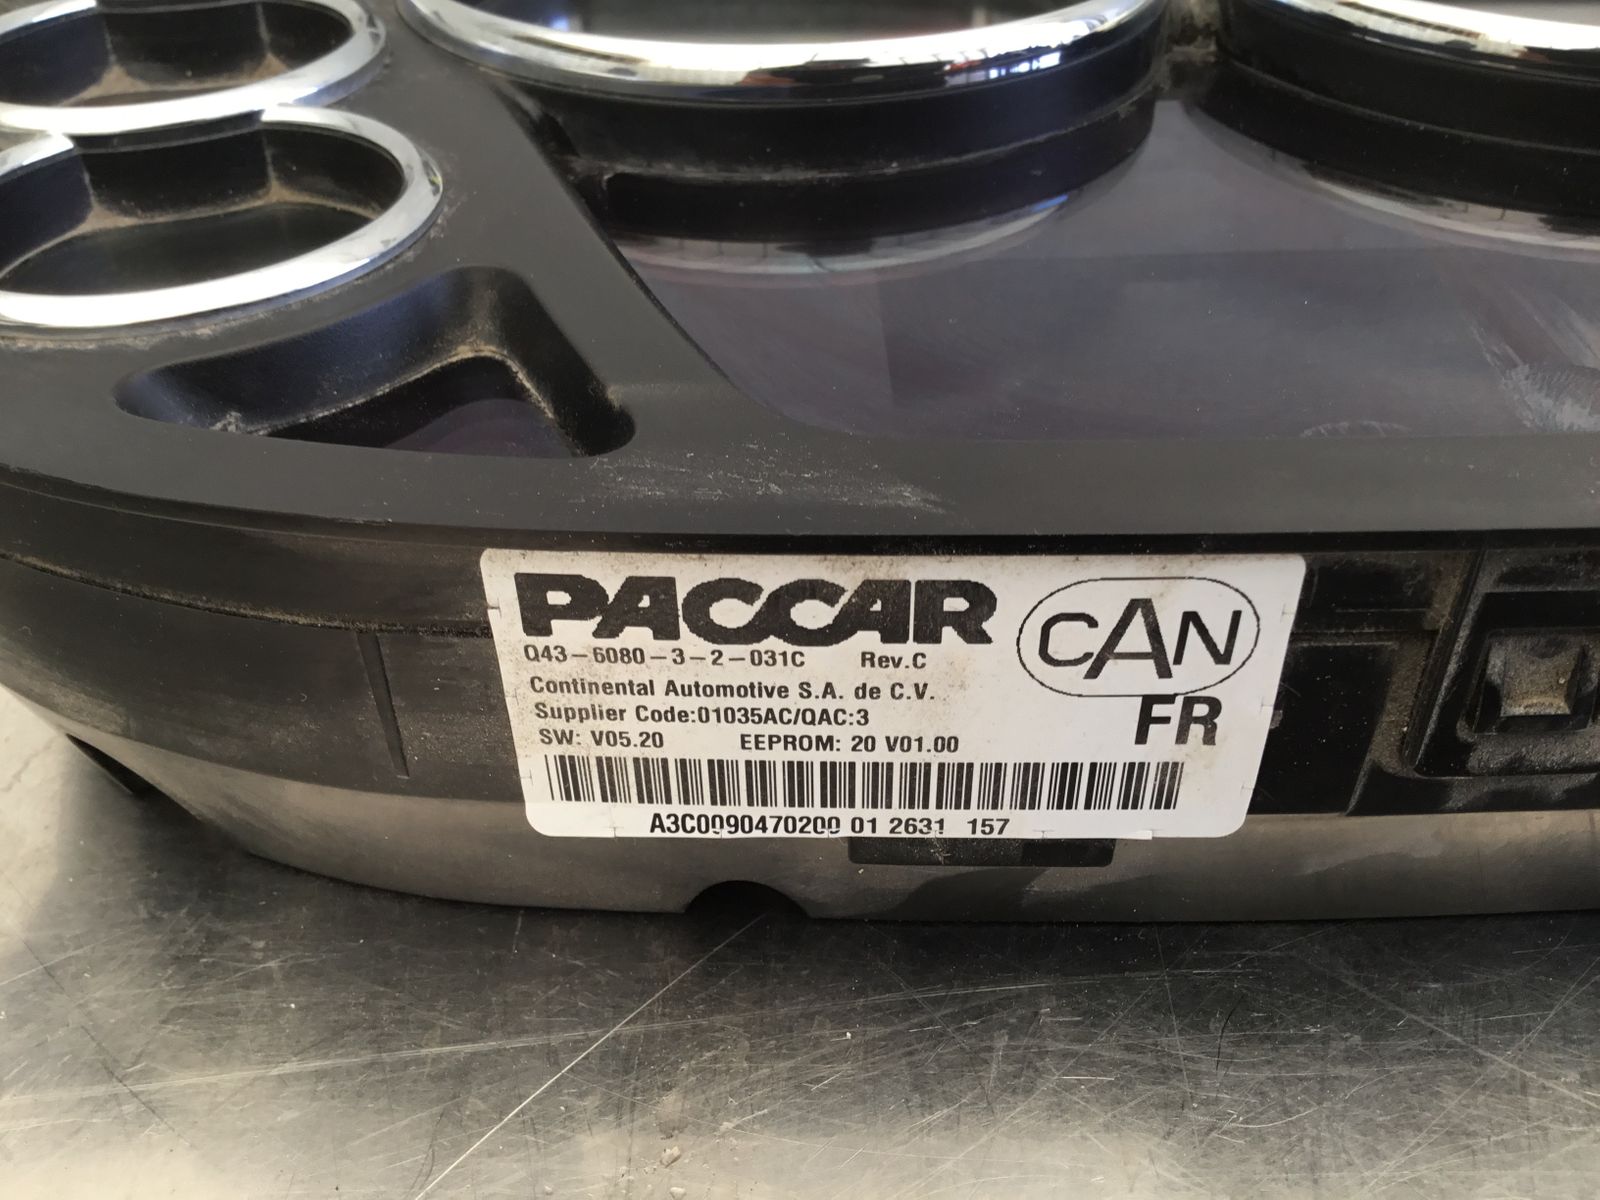 PACCAR
Q43-6080-3-2-031C Rev.C
CAN
Continental Automotive S.A. de C.V.
Supplier Code:01035AC/QAC:3
FR
SW: V05.20 EEPROM: 20 V01.00
A3C0090470200 01 2631 157